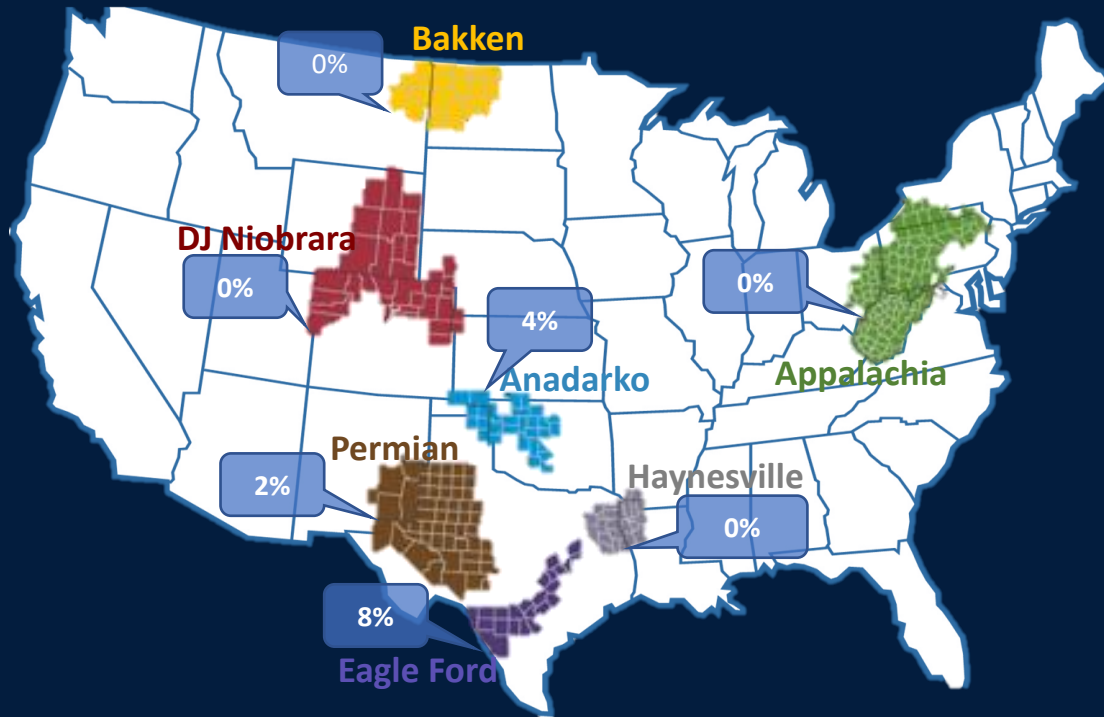 Bakken
0%
DJ Niobrara
0%
4%
0%
Anadarko
Appalachia
Permian
2%
Haynesville
0%
8%
Eagle Ford